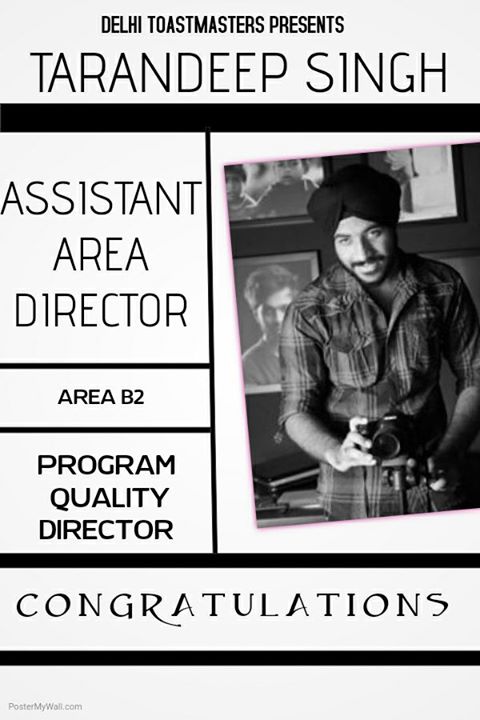 DELHI TOASTMASTERS PRESENTS
TARANDEEP SINGH
ASSISTANT
AREA
DIRECTOR
AREA B2
PROGRAM
QUALITY
DIRECTOR
CONGRATULATIONS
PosterMyWall.com